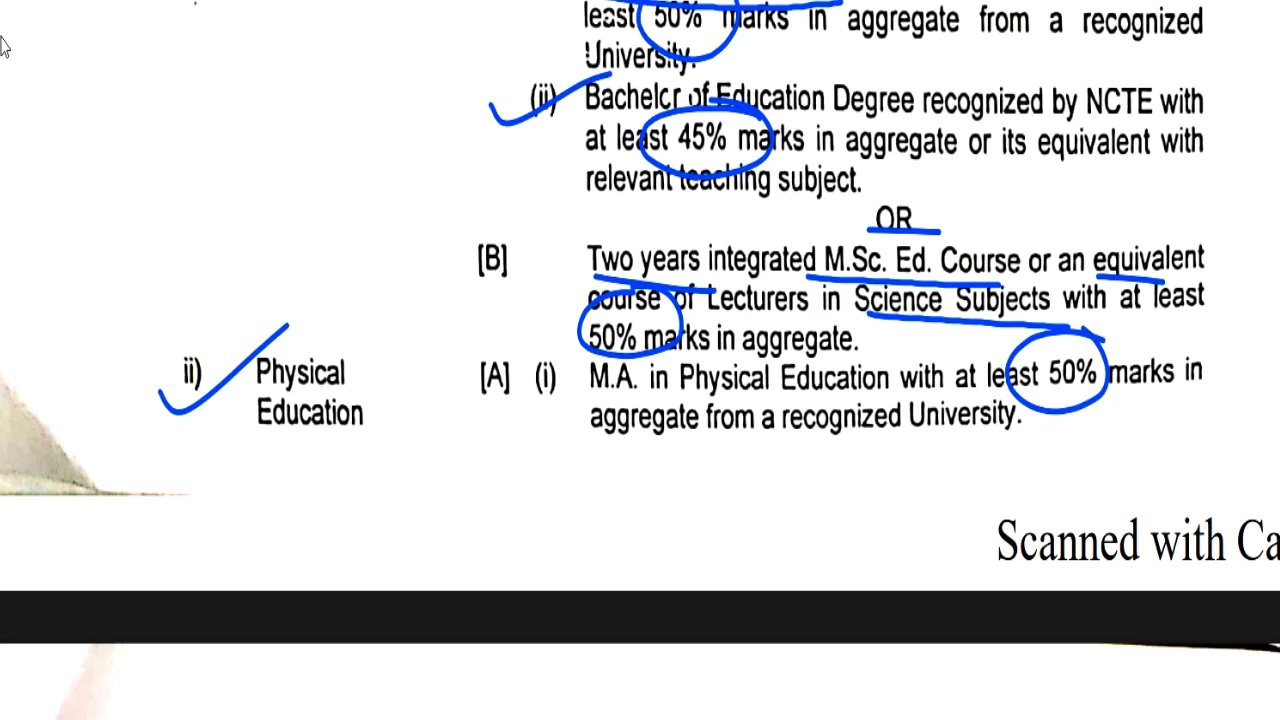 least 50% marks in aggregate from a recognized
University.
(ii) Bachelor of Education Degree recognized by NCTE with
at least 45% marks in aggregate or its equivalent with
relevant teaching subject.
OR
[B] Two years integrated M.Sc. Ed. Course or an equivalent
course of Lecturers in Science Subjects with at least
50% marks in aggregate.
ii) Physical Education [A] (i) M.A. in Physical Education with at least 50% marks in
aggregate from a recognized University.
Scanned with Ca